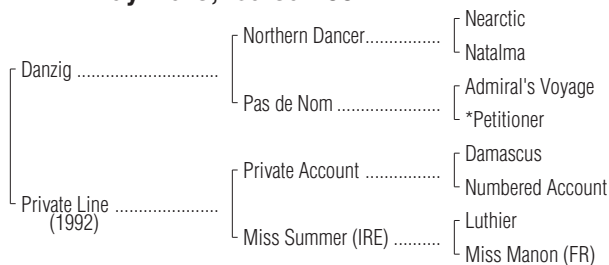 Northern Dancer
Nearctic
Natalma
Danzig
Pas de Nom
Admiral's Voyage
*Petitioner
Private Line
(1992)
Private Account
Damascus
Numbered Account
Miss Summer (IRE)
Luthier
Miss Manon (FR)